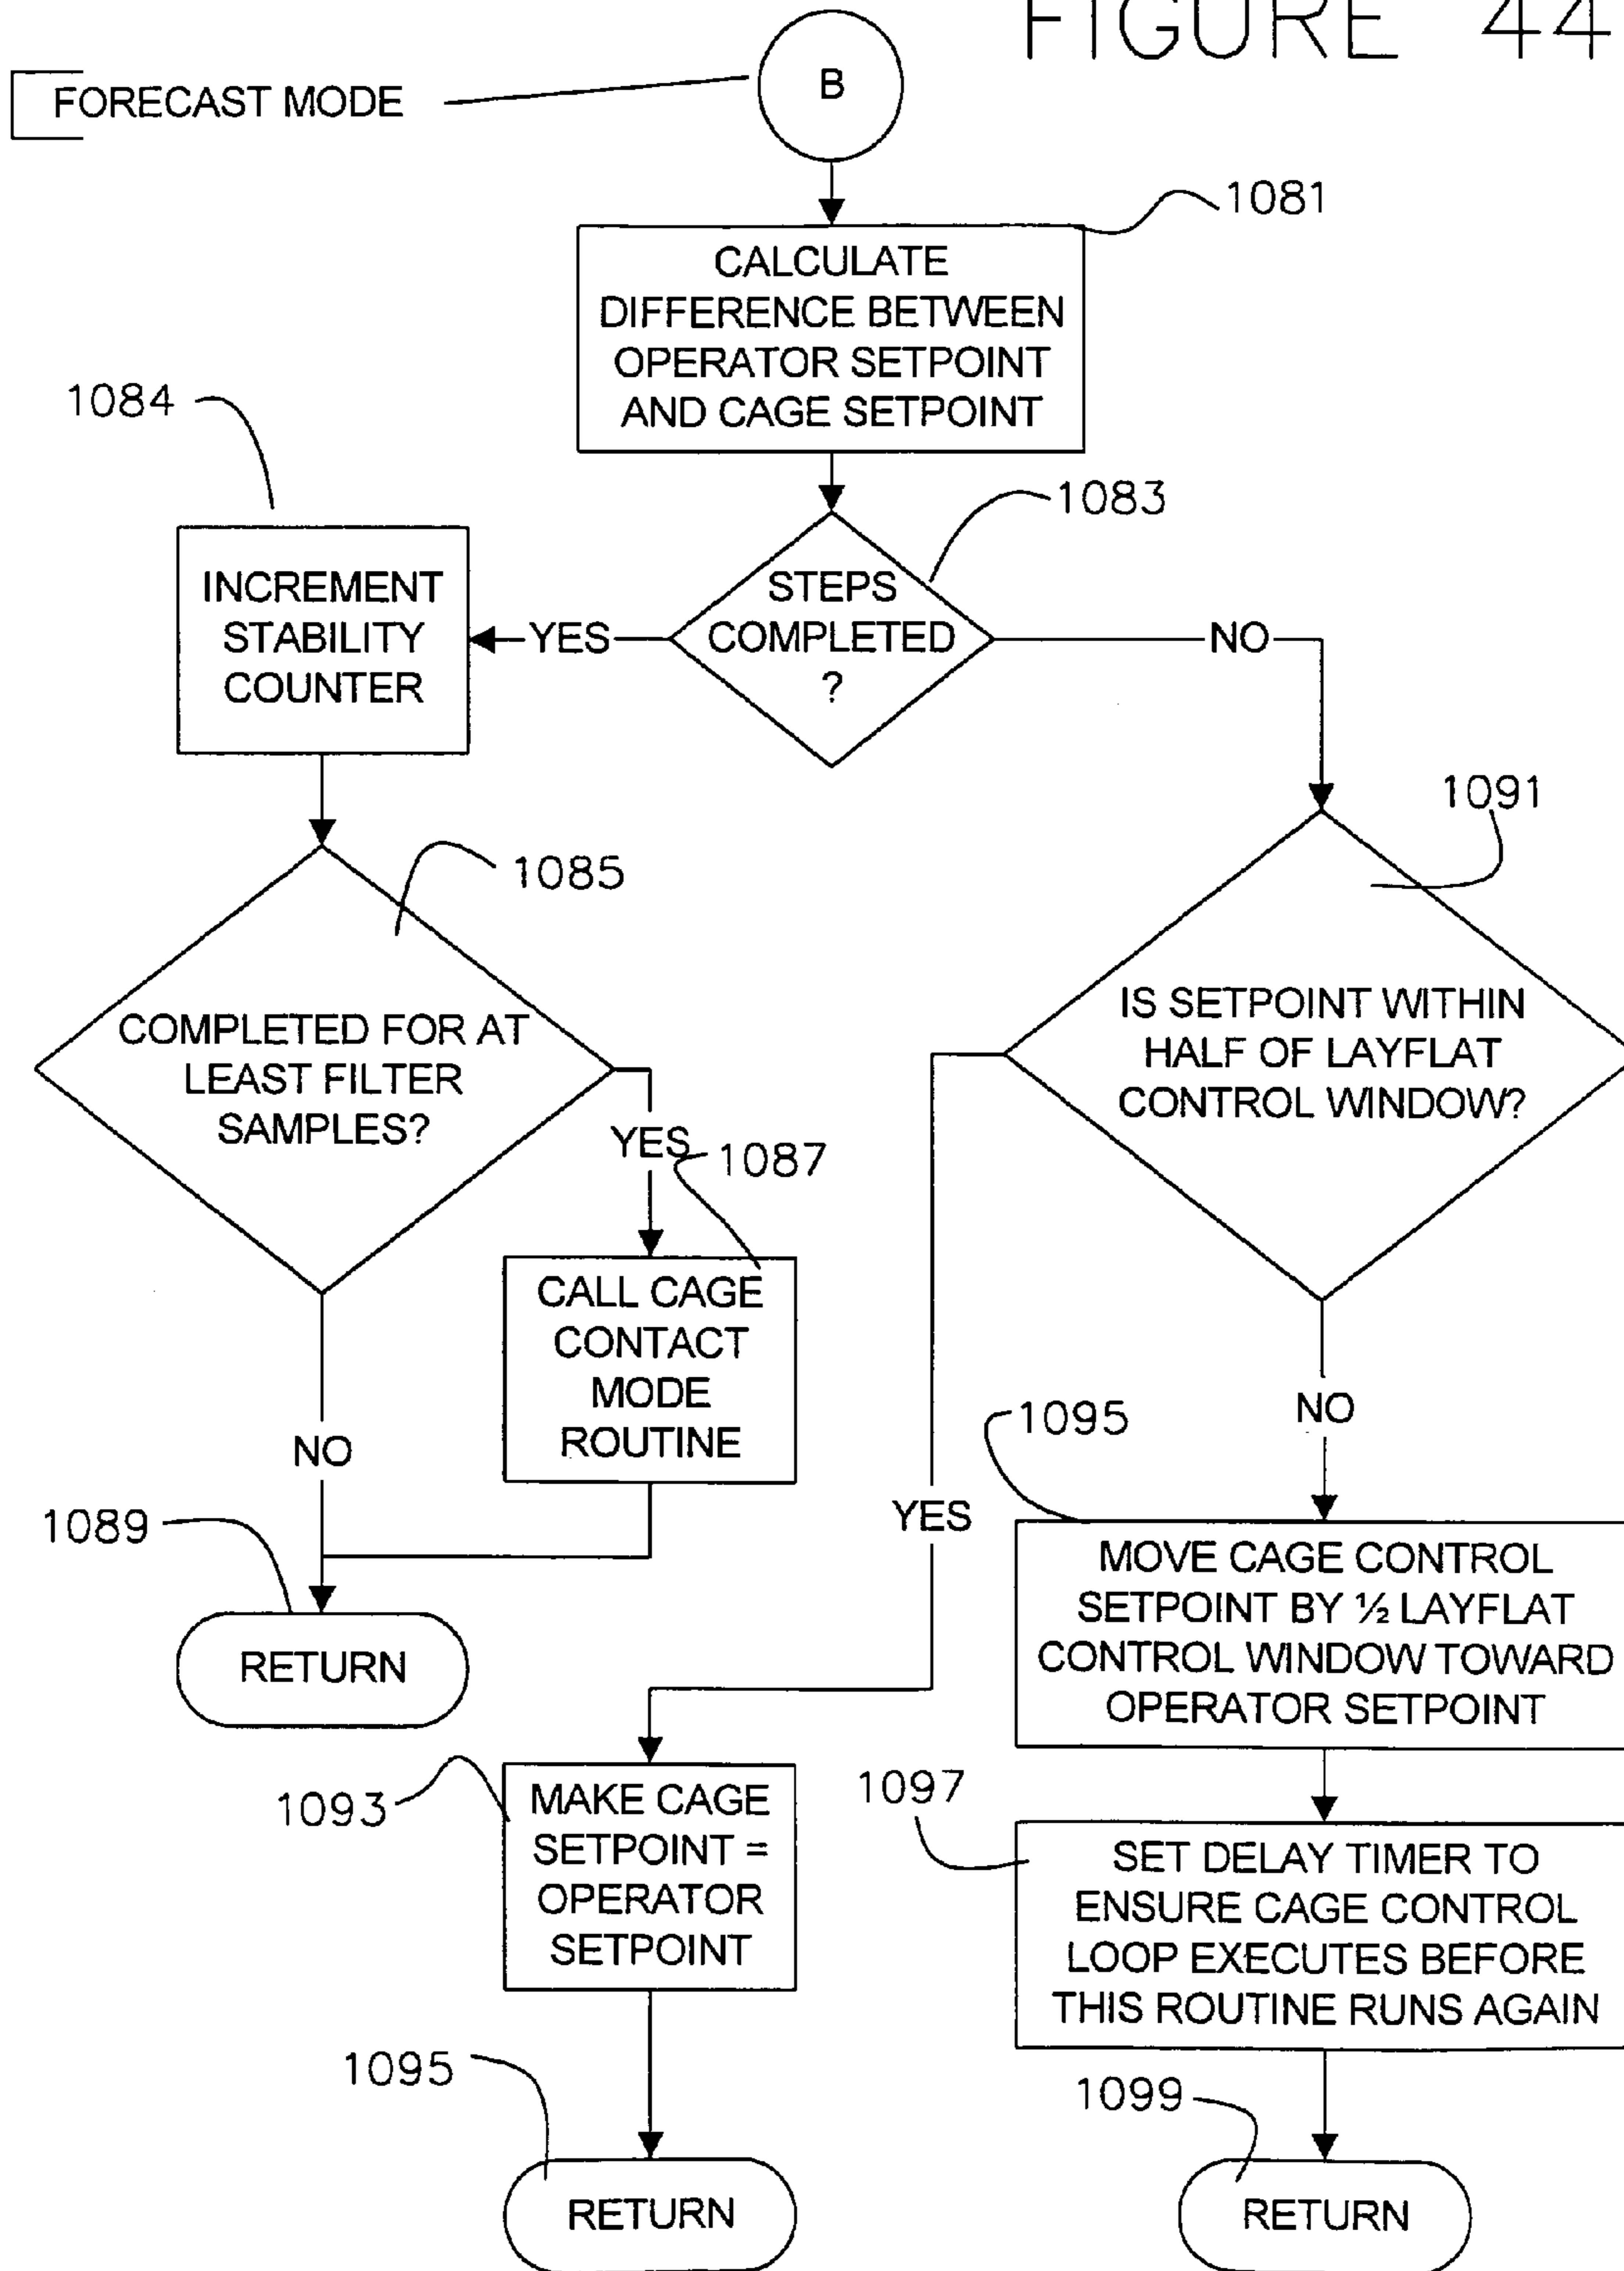 FIGURE 44
FORECAST MODE
B
1081
CALCULATE
DIFFERENCE BETWEEN
OPERATOR SETPOINT
AND CAGE SETPOINT
1084
1083
INCREMENT
STABILITY
COUNTER
YES
STEPS
COMPLETED
?
NO
1091
1085
COMPLETED FOR AT
LEAST FILTER
SAMPLES?
IS SETPOINT WITHIN
HALF OF LAYFLAT
CONTROL WINDOW?
YES
1087
CALL CAGE
CONTACT
MODE
ROUTINE
NO
NO
1095
YES
1089
RETURN
MOVE CAGE CONTROL
SETPOINT BY ½ LAYFLAT
CONTROL WINDOW TOWARD
OPERATOR SETPOINT
1093
MAKE CAGE
SETPOINT =
OPERATOR
SETPOINT
1097
SET DELAY TIMER TO
ENSURE CAGE CONTROL
LOOP EXECUTES BEFORE
THIS ROUTINE RUNS AGAIN
1095
1099
RETURN
RETURN